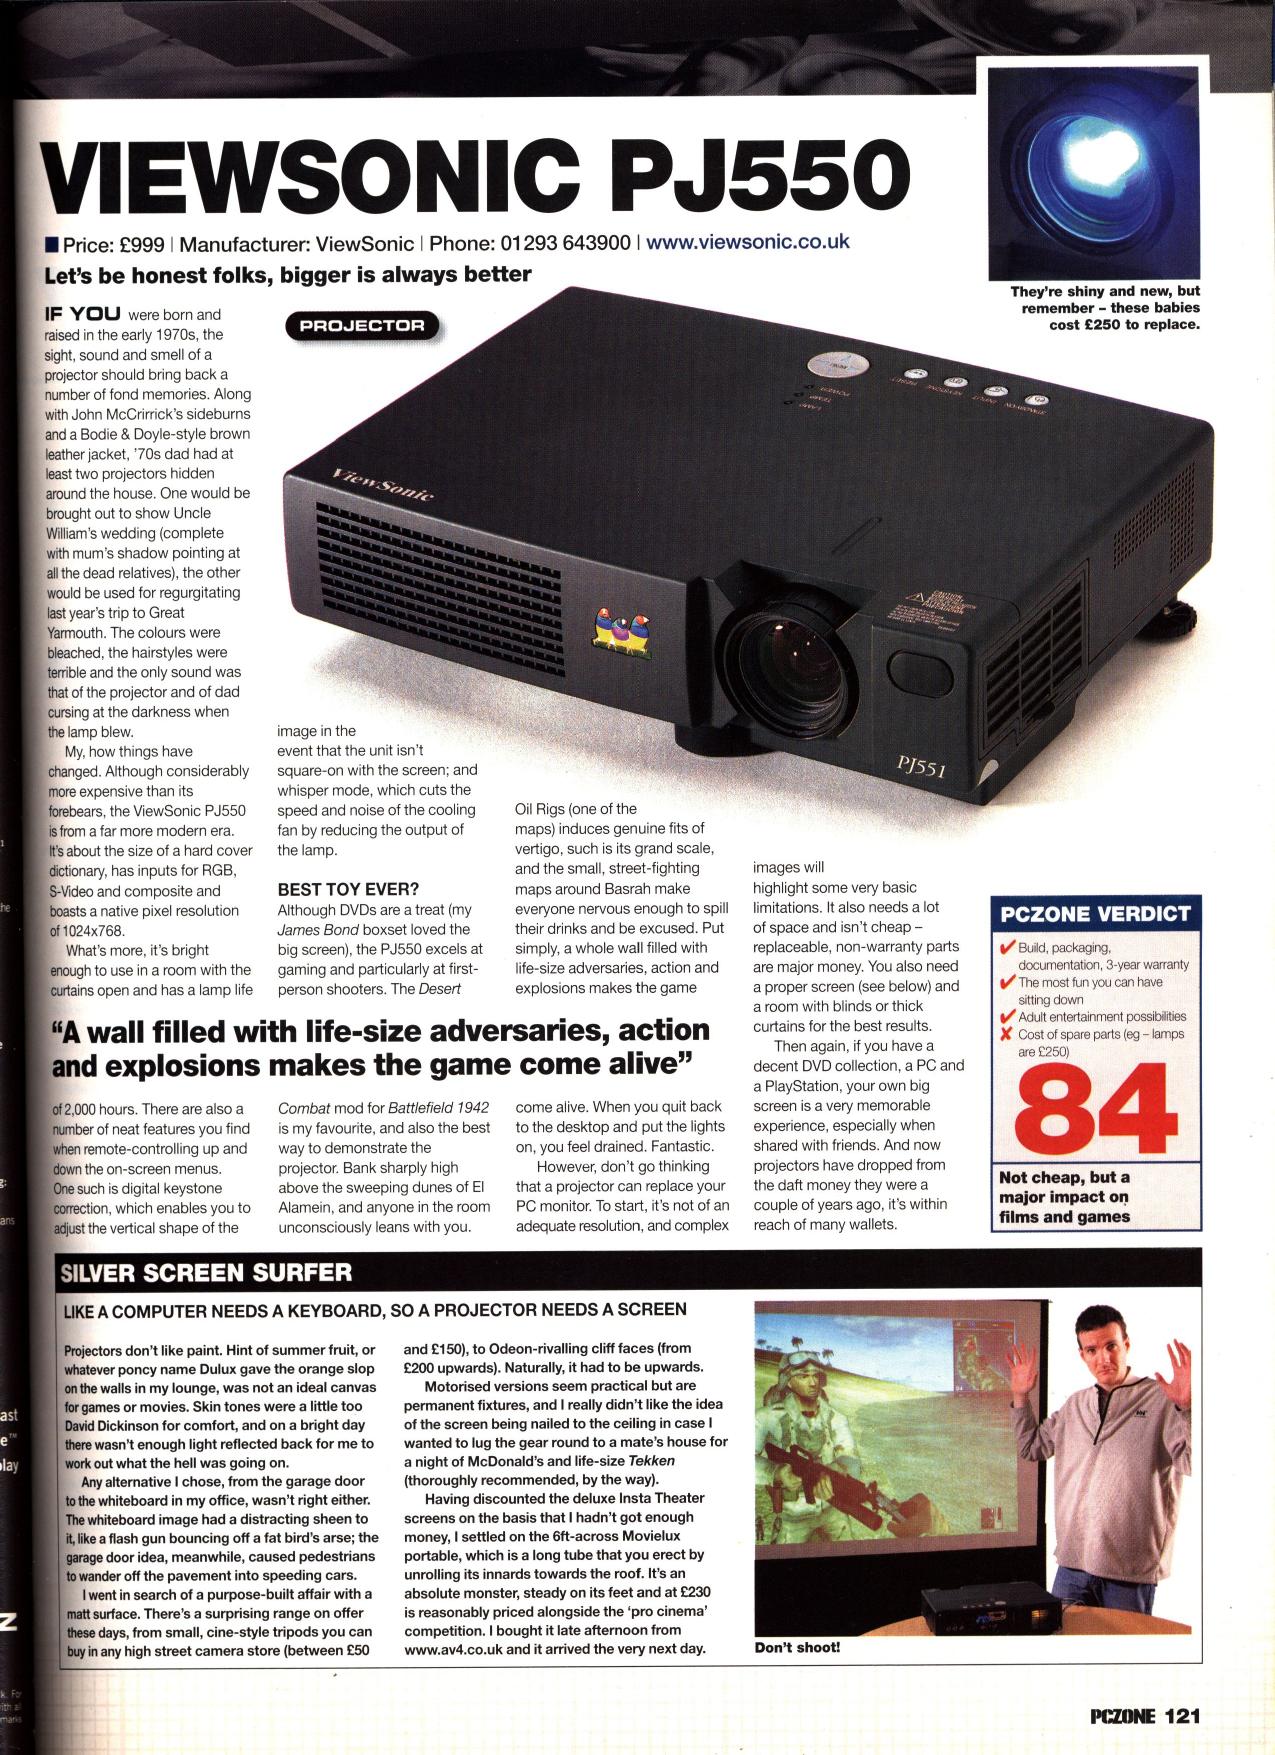 VIEWSONIC PJ550
Price: £999 | Manufacturer: ViewSonic | Phone: 01293 643900 | www.viewsonic.co.uk
Let's be honest folks, bigger is always better
They're shiny and new, but
remember – these babies
cost £250 to replace.
PROJECTOR
IF YOU were born and
raised in the early 1970s, the
sight, sound and smell of a
projector should bring back a
number of fond memories. Along
with John McCrirrick's sideburns
and a Bodie & Doyle-style brown
leather jacket, '70s dad had at
least two projectors hidden
around the house. One would be
brought out to show Uncle
William's wedding (complete
with mum's shadow pointing at
all the dead relatives), the other
would be used for regurgitating
last year's trip to Great
Yarmouth. The colours were
bleached, the hairstyles were
terrible and the only sound was
that of the projector and of dad
cursing at the darkness when
the lamp blew.
My, how things have
changed. Although considerably
more expensive than its
forebears, the ViewSonic PJ550
is from a far more modern era.
It's about the size of a hard cover
dictionary, has inputs for RGB,
S-Video and composite and
boasts a native pixel resolution
of 1024x768.
What's more, it's bright
enough to use in a room with the
curtains open and has a lamp life
of 2,000 hours. There are also a
number of neat features you find
when remote-controlling up and
down the on-screen menus.
One such is digital keystone
correction, which enables you to
adjust the vertical shape of the
image in the
event that the unit isn't
square-on with the screen; and
whisper mode, which cuts the
speed and noise of the cooling
fan by reducing the output of
the lamp.
BEST TOY EVER?
Although DVDs are a treat (my
James Bond boxset loved the
big screen), the PJ550 excels at
gaming and particularly at first-
person shooters. The Desert
Combat mod for Battlefield 1942
is my favourite, and also the best
way to demonstrate the
projector. Bank sharply high
above the sweeping dunes of El
Alamein, and anyone in the room
unconsciously leans with you.
Oil Rigs (one of the
maps) induces genuine fits of
vertigo, such is its grand scale,
and the small, street-fighting
maps around Basrah make
everyone nervous enough to spill
their drinks and be excused. Put
simply, a whole wall filled with
life-size adversaries, action and
explosions makes the game
come alive. When you quit back
to the desktop and put the lights
on, you feel drained. Fantastic.
However, don't go thinking
that a projector can replace your
PC monitor. To start, it's not of an
adequate resolution, and complex
images will
highlight some very basic
limitations. It also needs a lot
of space and isn't cheap –
replaceable, non-warranty parts
are major money. You also need
a proper screen (see below) and
a room with blinds or thick
curtains for the best results.
Then again, if you have a
decent DVD collection, a PC and
a PlayStation, your own big
screen is a very memorable
experience, especially when
shared with friends. And now
projectors have dropped from
the daft money they were a
couple of years ago, it's within
reach of many wallets.
"A wall filled with life-size adversaries, action
and explosions makes the game come alive"
ViewSonic
PJ551
STANDBY/ON
INPUT
KEYSTONE
RESET
MENU
POWER
TEMP
LAMP
PCZONE VERDICT
Build, packaging,
documentation, 3-year warranty
The most fun you can have
sitting down
Adult entertainment possibilities
Cost of spare parts (eg – lamps
are £250)
84
Not cheap, but a
major impact on
films and games
SILVER SCREEN SURFER
LIKE A COMPUTER NEEDS A KEYBOARD, SO A PROJECTOR NEEDS A SCREEN
Projectors don't like paint. Hint of summer fruit, or
whatever poncy name Dulux gave the orange slop
on the walls in my lounge, was not an ideal canvas
for games or movies. Skin tones were a little too
David Dickinson for comfort, and on a bright day
there wasn't enough light reflected back for me to
work out what the hell was going on.
Any alternative I chose, from the garage door
to the whiteboard in my office, wasn't right either.
The whiteboard image had a distracting sheen to
it, like a flash gun bouncing off a fat bird's arse; the
garage door idea, meanwhile, caused pedestrians
to wander off the pavement into speeding cars.
I went in search of a purpose-built affair with a
matt surface. There's a surprising range on offer
these days, from small, cine-style tripods you can
buy in any high street camera store (between £50
and £150), to Odeon-rivalling cliff faces (from
£200 upwards). Naturally, it had to be upwards.
Motorised versions seem practical but are
permanent fixtures, and I really didn't like the idea
of the screen being nailed to the ceiling in case I
wanted to lug the gear round to a mate's house for
a night of McDonald's and life-size Tekken
(thoroughly recommended, by the way).
Having discounted the deluxe Insta Theater
screens on the basis that I hadn't got enough
money, I settled on the 6ft-across Movielux
portable, which is a long tube that you erect by
unrolling its innards towards the roof. It's an
absolute monster, steady on its feet and at £230
is reasonably priced alongside the 'pro cinema'
competition. I bought it late afternoon from
www.av4.co.uk and it arrived the very next day.
Don't shoot!
PCZONE 121